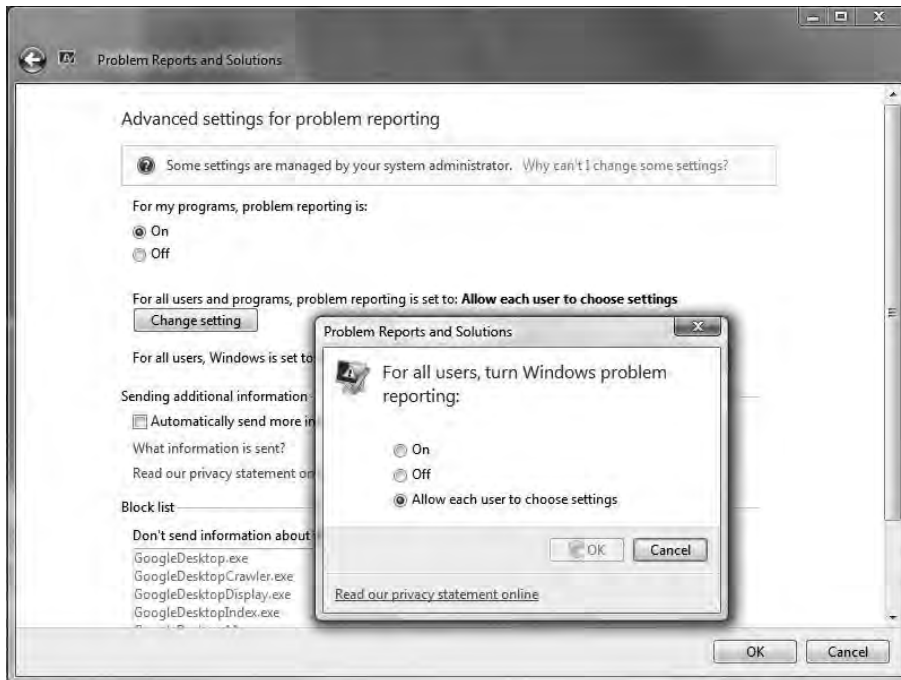 Problem Reports and Solutions
Advanced settings for problem reporting
Some settings are managed by your system administrator. Why can't I change some settings?
For my programs, problem reporting is:
On
Off
For all users and programs, problem reporting is set to: Allow each user to choose settings
Change setting
For all users, Windows is set to
Sending additional information
Automatically send more in
What information is sent?
Read our privacy statement on
Block list
Don't send information about
GoogleDesktop.exe
GoogleDesktopCrawler.exe
GoogleDesktopDisplay.exe
GoogleDesktopIndex.exe
Problem Reports and Solutions
For all users, turn Windows problem
reporting:
On
Off
Allow each user to choose settings
OK Cancel
Read our privacy statement online
OK Cancel